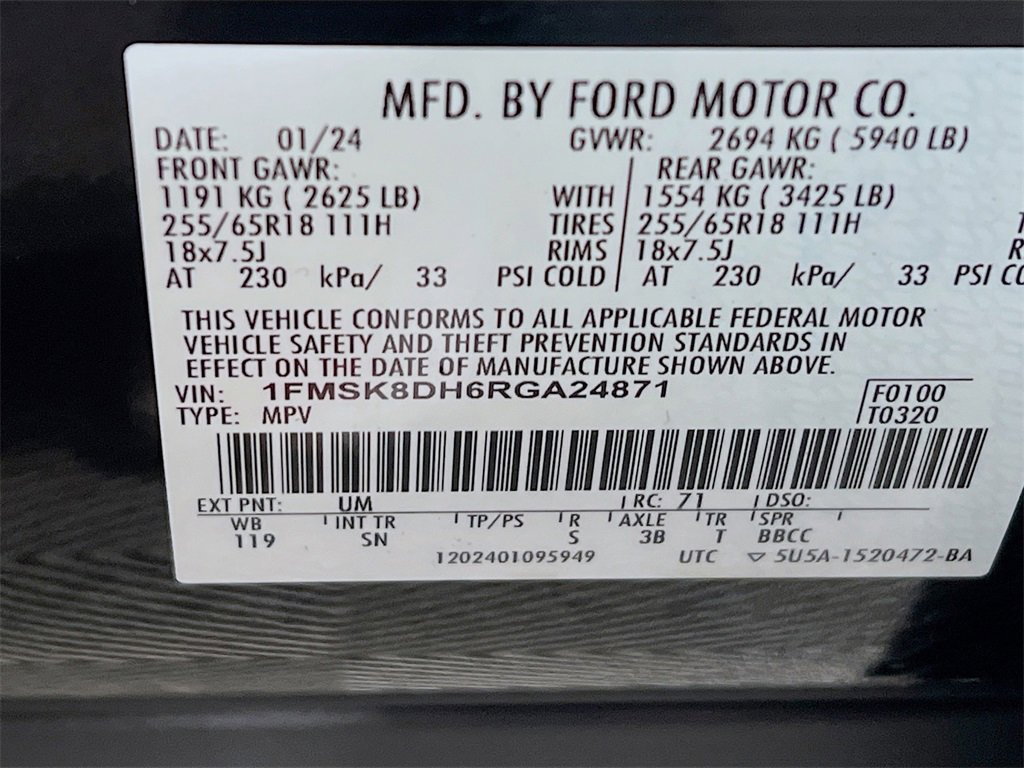 MFD. BY FORD MOTOR CO.
DATE: 01/24 GVWR: 2694 KG ( 5940 LB)
FRONT GAWR: REAR GAWR:
1191 KG ( 2625 LB) WITH 1554 KG ( 3425 LB)
255/65R18 111H TIRES 255/65R18 111H
18x7.5J RIMS 18x7.5J
AT 230 kPa/ 33 PSI COLD AT 230 kPa/ 33 PSI
THIS VEHICLE CONFORMS TO ALL APPLICABLE FEDERAL MOTOR
VEHICLE SAFETY AND THEFT PREVENTION STANDARDS IN
EFFECT ON THE DATE OF MANUFACTURE SHOWN ABOVE.
VIN: 1FMSK8DH6RGA24871 F0100
TYPE: MPV T0320
EXT PNT: UM RC: 71 DSO:
WB INT TR TP/PS R AXLE TR SPR
119 SN S 3B T BBCC
1202401095949 UTC ▽ 5U5A-1520472-BA